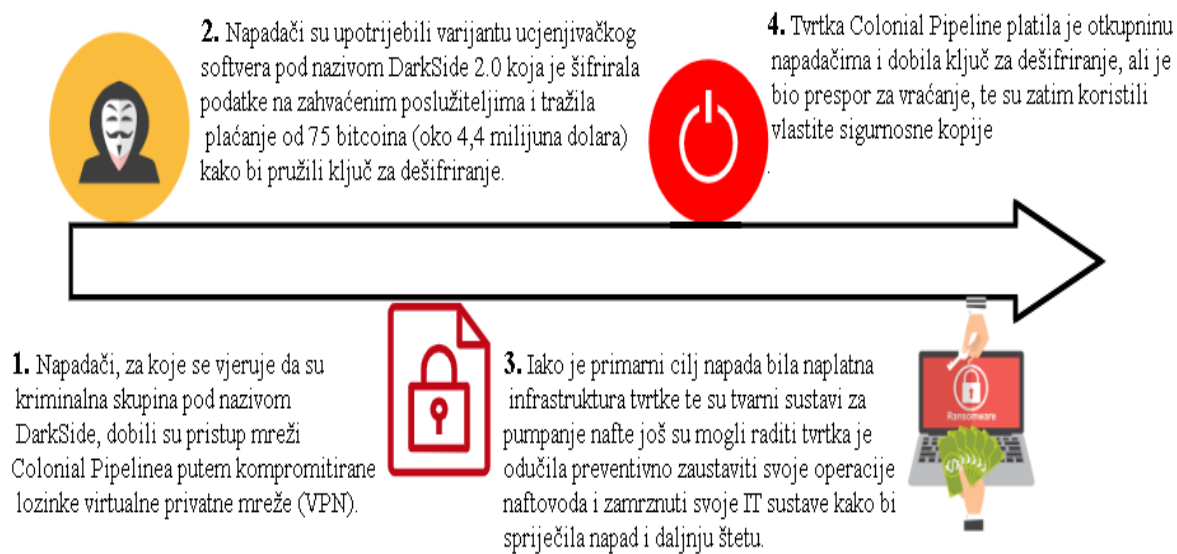 1. Napadači, za koje se vjeruje da su
kriminalna skupina pod nazivom
DarkSide, dobili su pristup mreži
Colonial Pipelinea putem kompromitirane
lozinke virtualne privatne mreže (VPN).
2. Napadači su upotrijebili varijantu ucjenjivačkog
softvera pod nazivom DarkSide 2.0 koja je šifrirala
podatke na zahvaćenim poslužiteljima i tražila
plaćanje od 75 bitcoina (oko 4,4 milijuna dolara)
kako bi pružili ključ za dešifriranje.
3. Iako je primarni cilj napada bila naplatna
infrastruktura tvrtke te su tvarni sustavi za
pumpanje nafte još su mogli raditi tvrtka je
odučila preventivno zaustaviti svoje operacije
naftovoda i zamrznuti svoje IT sustave kako bi
spriječila napad i daljnju štetu.
4. Tvrtka Colonial Pipeline platila je otkupninu
napadačima i dobila ključ za dešifriranje, ali je
bio prespor za vraćanje, te su zatim koristili
vlastite sigurnosne kopije
.
Ransomware